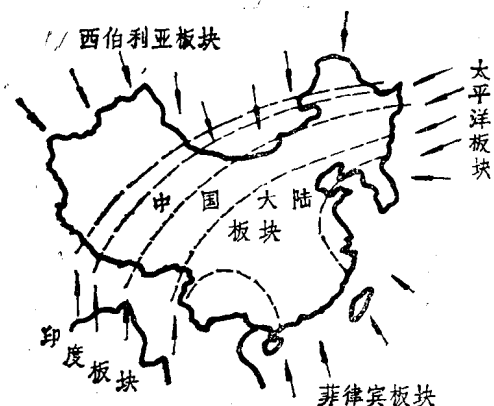 西伯利亚板块
太平洋板块
中国大陆
板块
印度板块
菲律宾板块